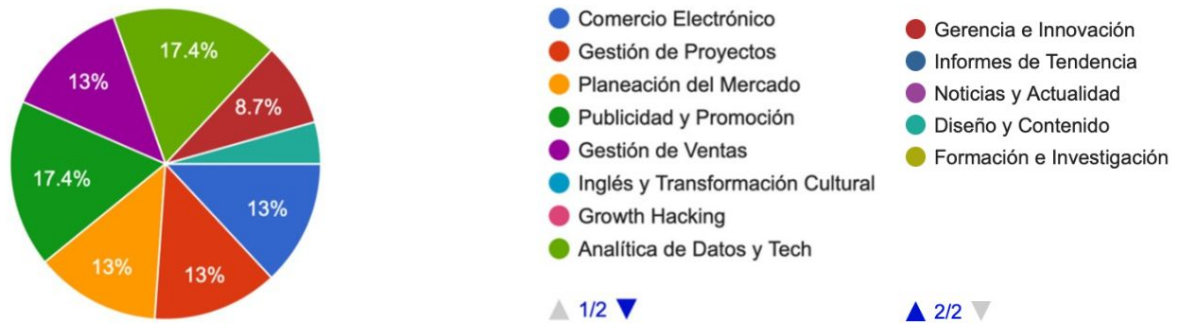 17.4%
13%
8.7%
17.4%
13%
13%
13%
Comercio Electrónico
Gestión de Proyectos
Planeación del Mercado
Publicidad y Promoción
Gestión de Ventas
Inglés y Transformación Cultural
Growth Hacking
Analítica de Datos y Tech
1/2
Gerencia e Innovación
Informes de Tendencia
Noticias y Actualidad
Diseño y Contenido
Formación e Investigación
2/2